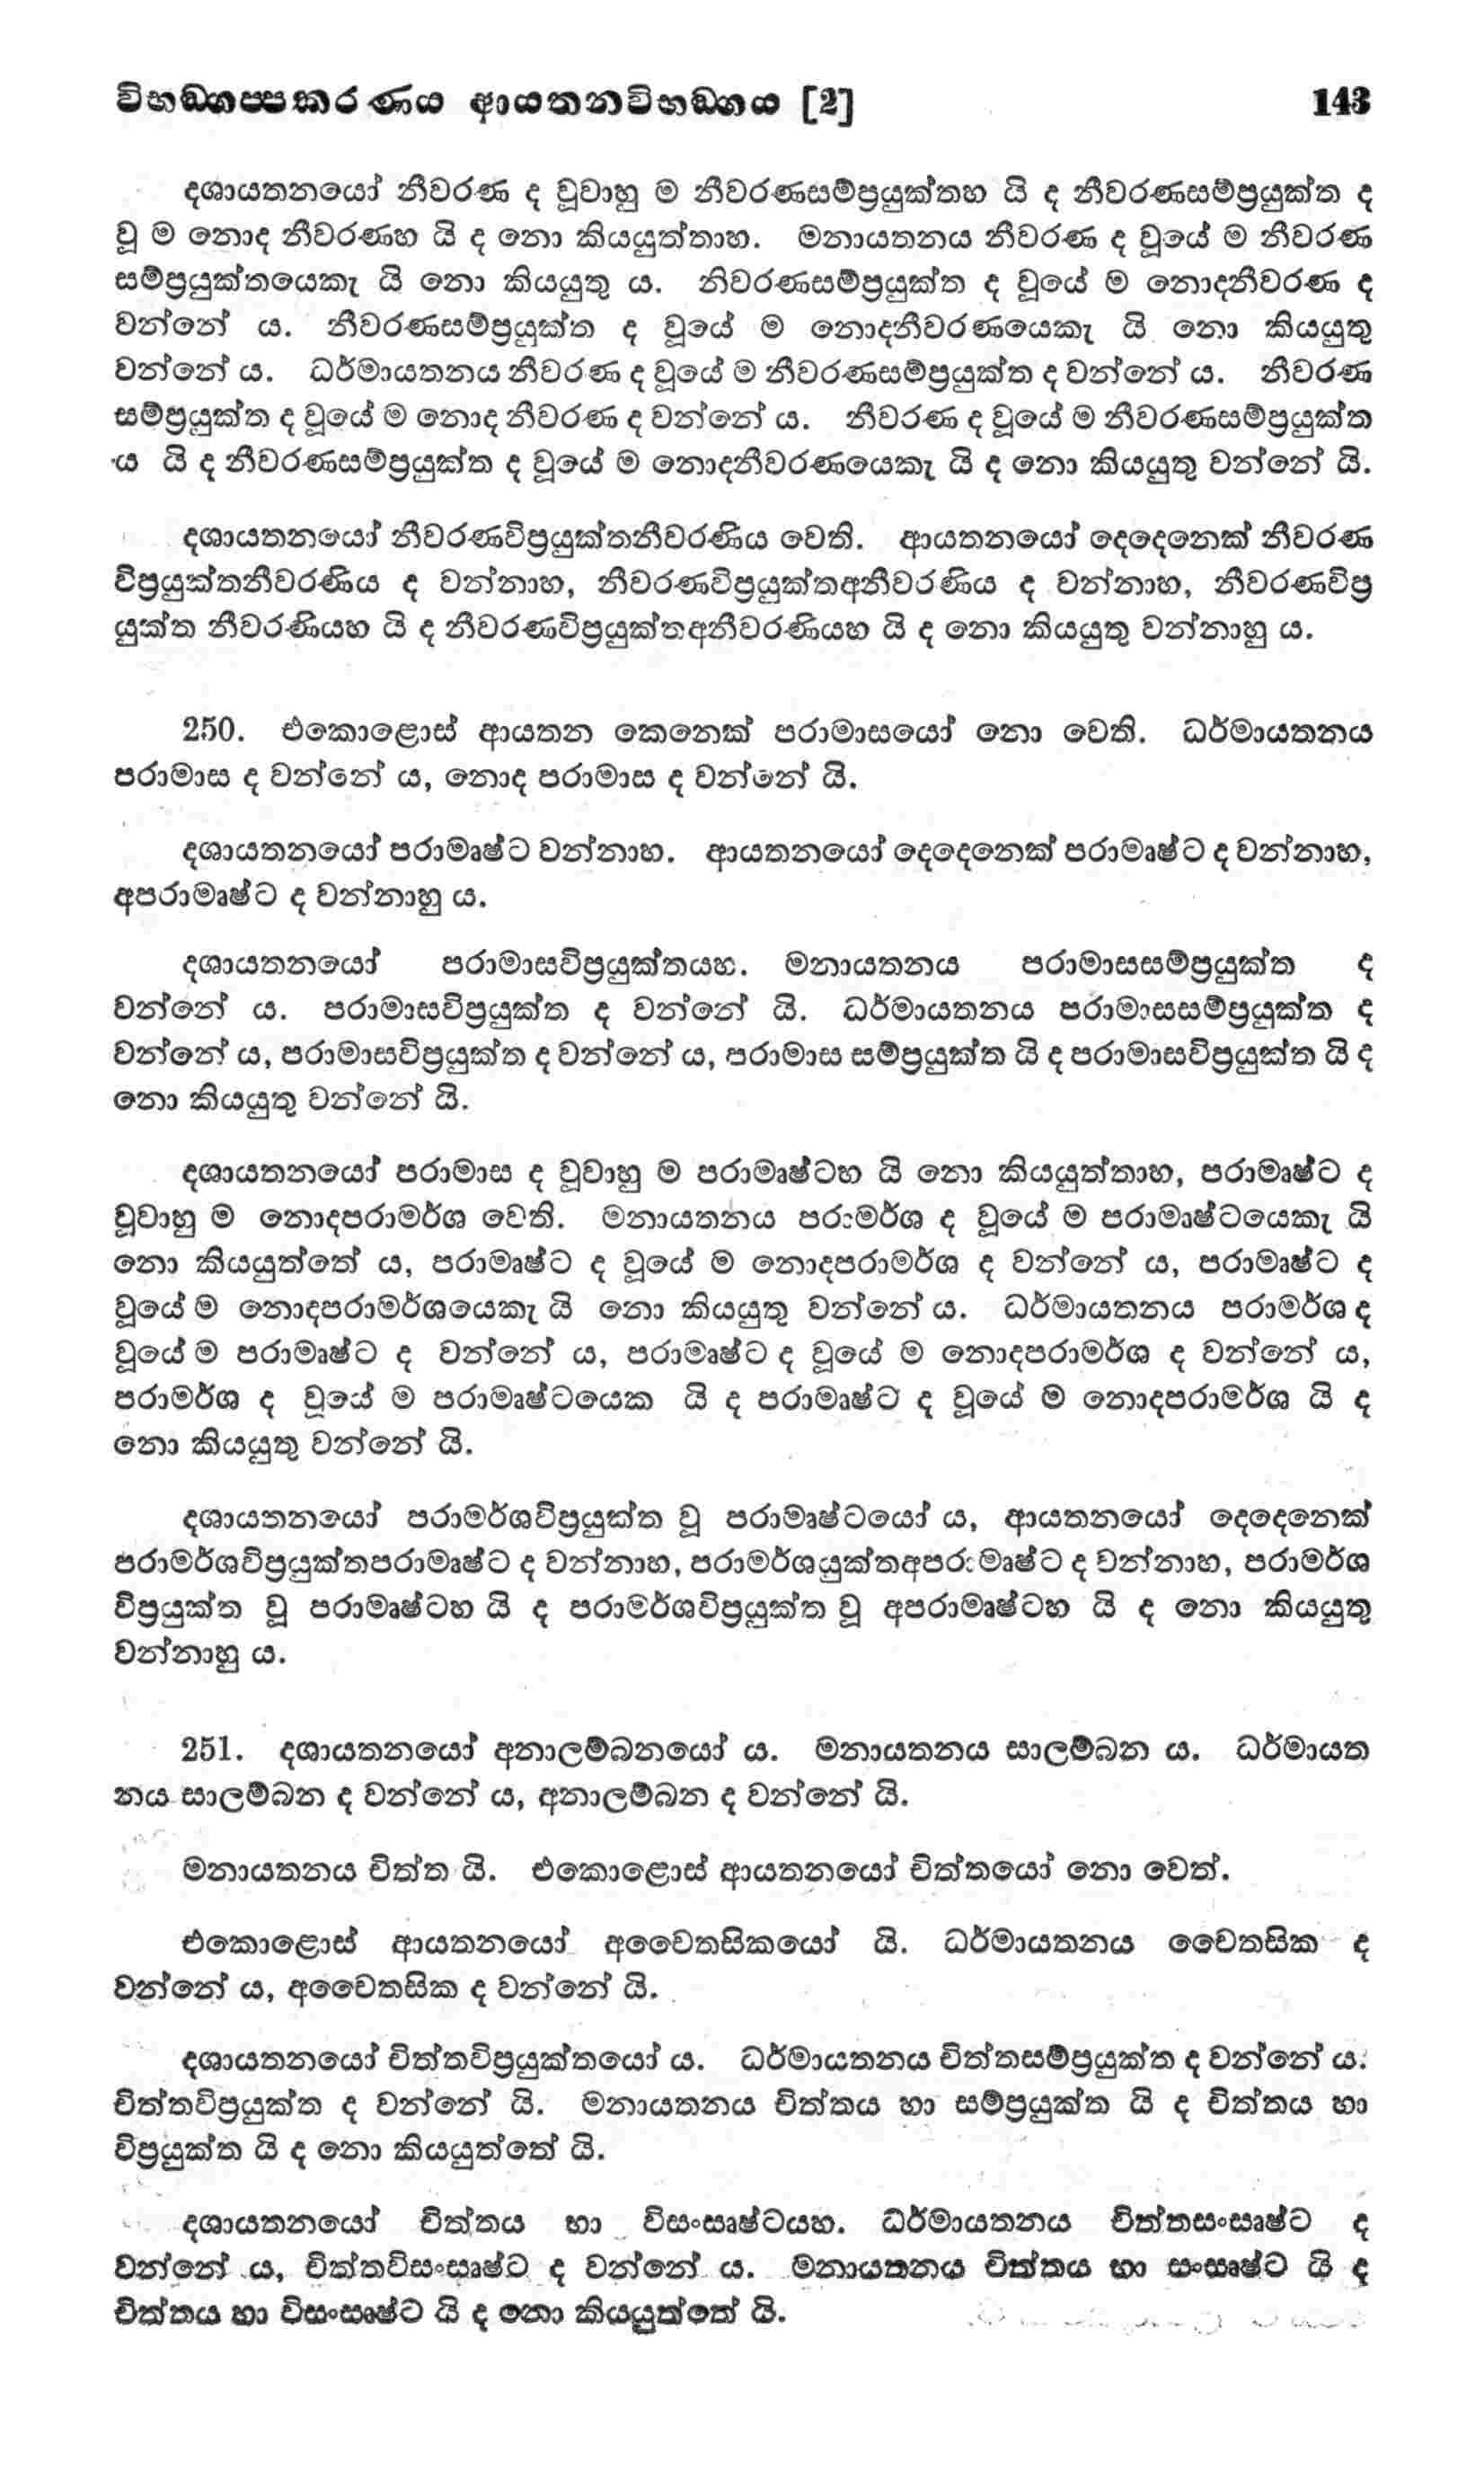 විභඞ්ගප්පකරණය ආයතනවිභඞ්ගය [2] 143
දශායතනයෝ නීවරණ ද වූවාහු ම නීවරණසම්ප්‍රයුක්තහ යි ද නීවරණසම්ප්‍රයුක්ත ද
වූ ම නොද නීවරණහ යි ද නො කියයුත්තාහ. මනායතනය නීවරණ ද වූයේ ම නීවරණ
සම්ප්‍රයුක්තයෙකැ යි නො කියයුතු ය. නිවරණසම්ප්‍රයුක්ත ද වූයේ ම නොදනීවරණ ද
වන්නේ ය. නීවරණසම්ප්‍රයුක්ත ද වූයේ ම නොදනීවරණයෙකැ යි නො කියයුතු
වන්නේ ය. ධර්මායතනය නීවරණ ද වූයේ ම නීවරණසම්ප්‍රයුක්ත ද වන්නේ ය. නීවරණ
සම්ප්‍රයුක්ත ද වූයේ ම නොද නීවරණ ද වන්නේ ය. නීවරණ ද වූයේ ම නීවරණසම්ප්‍රයුක්ත
ය යි ද නීවරණසම්ප්‍රයුක්ත ද වූයේ ම නොදනීවරණයෙකැ යි ද නො කියයුතු වන්නේ යි.
දශායතනයෝ නීවරණවිප්‍රයුක්තනීවරණිය වෙති. ආයතනයෝ දෙදෙනෙක් නීවරණ
විප්‍රයුක්තනීවරණිය ද වන්නාහ, නීවරණවිප්‍රයුක්තඅනීවරණිය ද වන්නාහ, නීවරණවිප්‍ර
යුක්ත නීවරණියහ යි ද නීවරණවිප්‍රයුක්තඅනීවරණියහ යි ද නො කියයුතු වන්නාහු ය.
250. එකොළොස් ආයතන කෙනෙක් පරාමාසයෝ නො වෙති. ධර්මායතනය
පරාමාස ද වන්නේ ය, නොද පරාමාස ද වන්නේ යි.
දශායතනයෝ පරාමෘෂ්ට වන්නාහ. ආයතනයෝ දෙදෙනෙක් පරාමෘෂ්ට ද වන්නාහ,
අපරාමෘෂ්ට ද වන්නාහු ය.
දශායතනයෝ පරාමාසවිප්‍රයුක්තයහ. මනායතනය පරාමාසසම්ප්‍රයුක්ත ද
වන්නේ ය. පරාමාසවිප්‍රයුක්ත ද වන්නේ යි. ධර්මායතනය පරාමාසසම්ප්‍රයුක්ත ද
වන්නේ ය, පරාමාසවිප්‍රයුක්ත ද වන්නේ ය, පරාමාස සම්ප්‍රයුක්ත යි ද පරාමාසවිප්‍රයුක්ත යි ද
නො කියයුතු වන්නේ යි.
දශායතනයෝ පරාමාස ද වූවාහු ම පරාමෘෂ්ටහ යි නො කියයුත්තාහ, පරාමෘෂ්ට ද
වූවාහු ම නොදපරාමර්ශ වෙති. මනායතනය පරාමර්ශ ද වූයේ ම පරාමෘෂ්ටයෙකැ යි
නො කියයුත්තේ ය, පරාමෘෂ්ට ද වූයේ ම නොදපරාමර්ශ ද වන්නේ ය, පරාමෘෂ්ට ද
වූයේ ම නොදපරාමර්ශයෙකැ යි නො කියයුතු වන්නේ ය. ධර්මායතනය පරාමර්ශ ද
වූයේ ම පරාමෘෂ්ට ද වන්නේ ය, පරාමෘෂ්ට ද වූයේ ම නොදපරාමර්ශ ද වන්නේ ය,
පරාමර්ශ ද වූයේ ම පරාමෘෂ්ටයෙක යි ද පරාමෘෂ්ට ද වූයේ ම නොදපරාමර්ශ යි ද
නො කියයුතු වන්නේ යි.
දශායතනයෝ පරාමර්ශවිප්‍රයුක්ත වූ පරාමෘෂ්ටයෝ ය, ආයතනයෝ දෙදෙනෙක්
පරාමර්ශවිප්‍රයුක්තපරාමෘෂ්ට ද වන්නාහ, පරාමර්ශයුක්තඅපරාමෘෂ්ට ද වන්නාහ, පරාමර්ශ
විප්‍රයුක්ත වූ පරාමෘෂ්ටහ යි ද පරාමර්ශවිප්‍රයුක්ත වූ අපරාමෘෂ්ටහ යි ද නො කියයුතු
වන්නාහු ය.
251. දශායතනයෝ අනාලම්බනයෝ ය. මනායතනය සාලම්බන ය. ධර්මායත
නය සාලම්බන ද වන්නේ ය, අනාලම්බන ද වන්නේ යි.
මනායතනය චිත්ත යි. එකොළොස් ආයතනයෝ චිත්තයෝ නො වෙත්.
එකොළොස් ආයතනයෝ අචෛතසිකයෝ යි. ධර්මායතනය චෛතසික ද
වන්නේ ය, අචෛතසික ද වන්නේ යි.
දශායතනයෝ චිත්තවිප්‍රයුක්තයෝ ය. ධර්මායතනය චිත්තසම්ප්‍රයුක්ත ද වන්නේ ය.
චිත්තවිප්‍රයුක්ත ද වන්නේ යි. මනායතනය චිත්තය හා සම්ප්‍රයුක්ත යි ද චිත්තය හා
විප්‍රයුක්ත යි ද නො කියයුත්තේ යි.
දශායතනයෝ චිත්තය හා විසංසෘෂ්ටයහ. ධර්මායතනය චිත්තසංසෘෂ්ට ද
වන්නේ ය, චිත්තවිසංසෘෂ්ට ද වන්නේ ය. මනායතනය චිත්තය හා සංසෘෂ්ට යි ද
චිත්තය හා විසංසෘෂ්ට යි ද නො කියයුත්තේ යි.